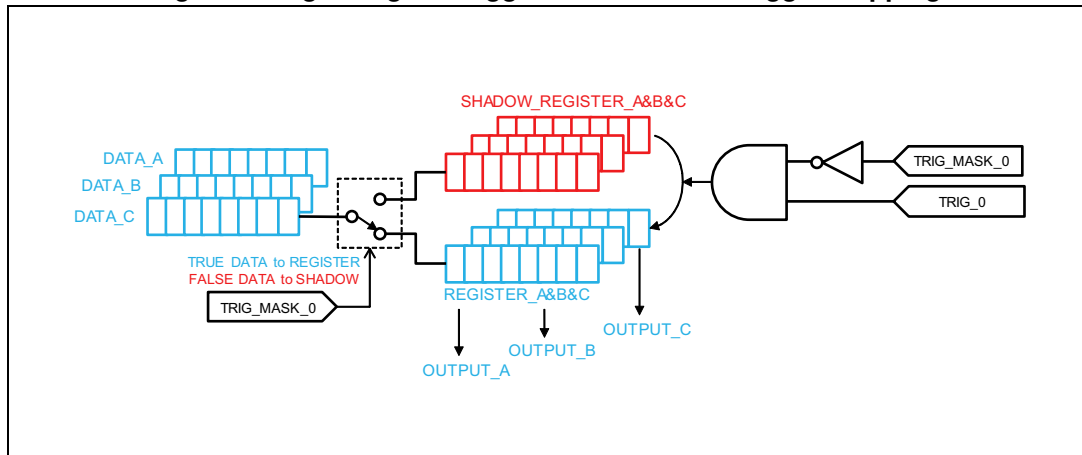 SHADOW_REGISTER_A&B&C
DATA_A
DATA_B
DATA_C
TRIG_MASK_0
TRIG_0
TRUE DATA to REGISTER
FALSE DATA to SHADOW
TRIG_MASK_0
REGISTER_A&B&C
OUTPUT_A
OUTPUT_B
OUTPUT_C